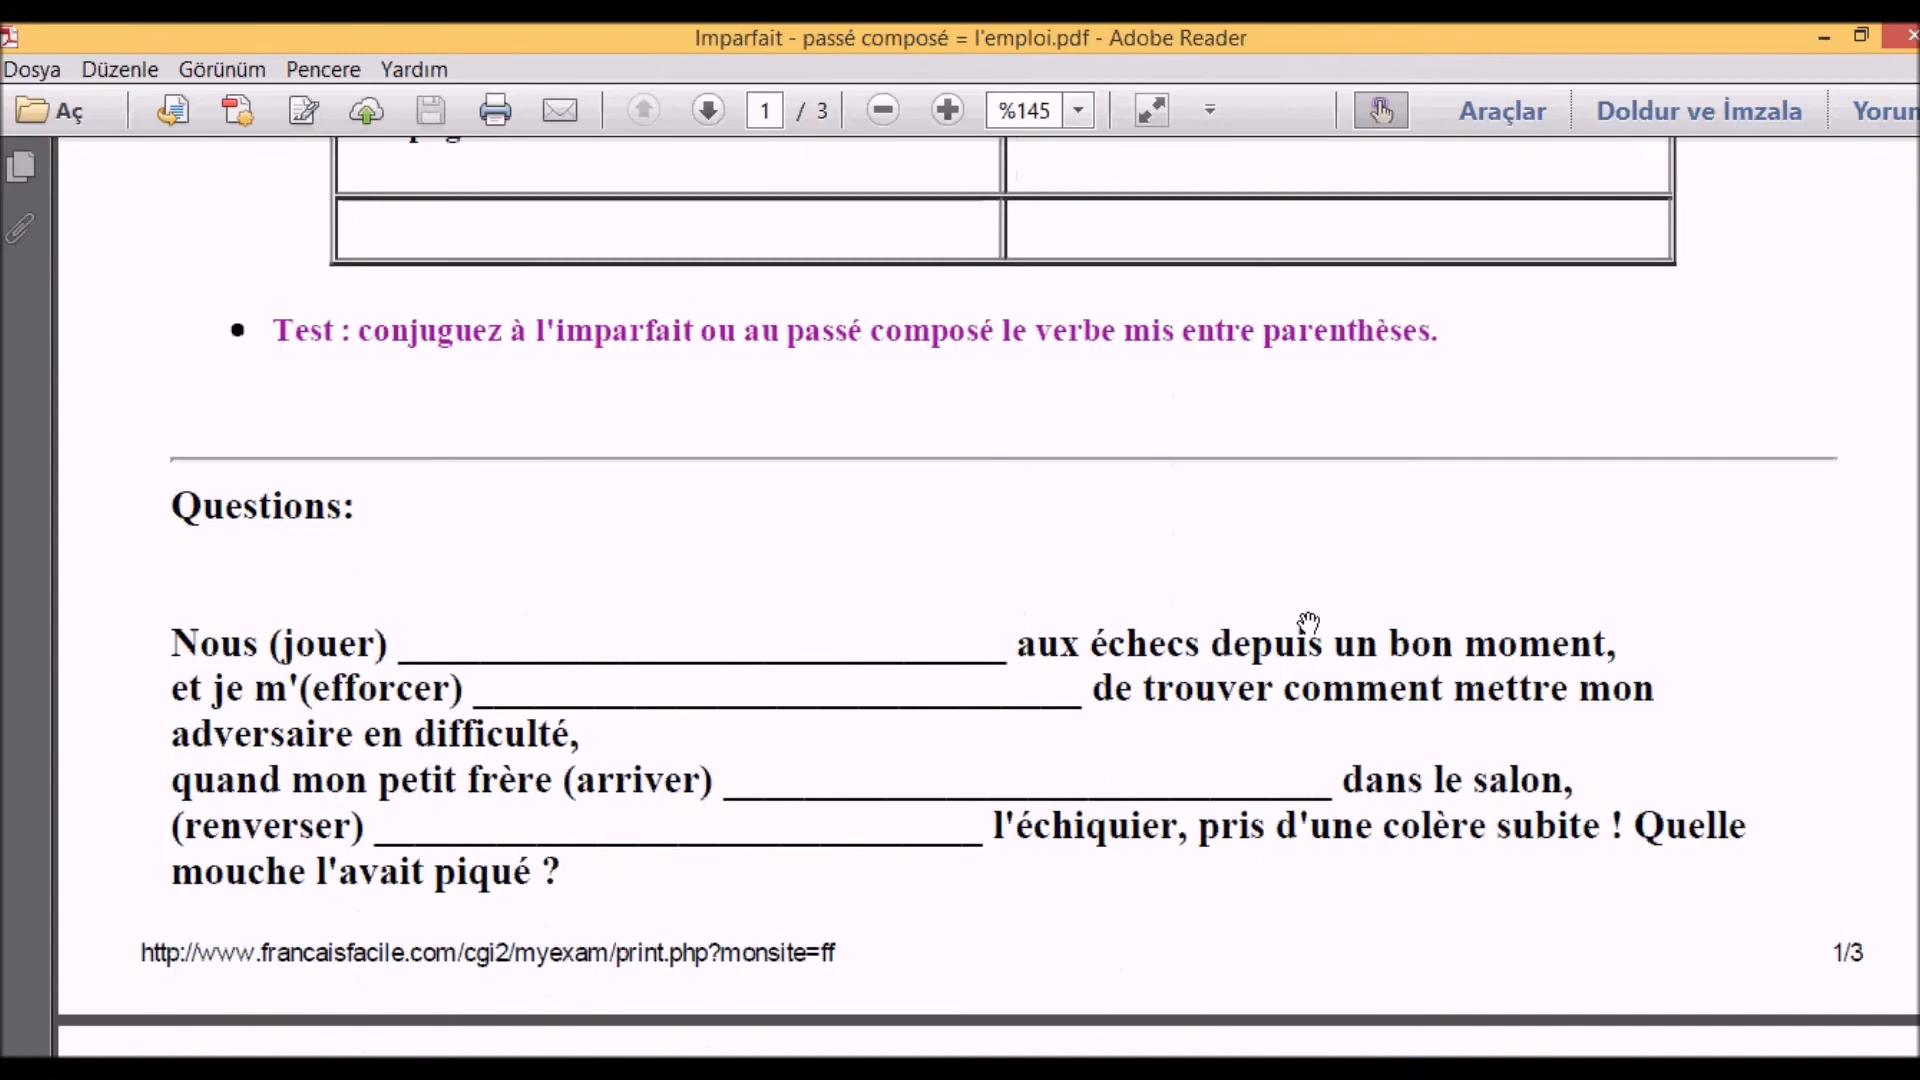 Imparfait - passé composé = l'emploi.pdf - Adobe Reader
Dosya Düzenle Görünüm Pencere Yardım
Aç 1 / 3 %145 Araçlar Doldur ve İmzala
Test : conjuguez à l'imparfait ou au passé composé le verbe mis entre parenthèses.
Questions:
Nous (jouer) ______________________________ aux échecs depuis un bon moment,
et je m'(efforcer) ______________________________ de trouver comment mettre mon
adversaire en difficulté,
quand mon petit frère (arriver) ______________________________ dans le salon,
(renverser) ______________________________ l'échiquier, pris d'une colère subite ! Quelle
mouche l'avait piqué ?
http://www.francaisfacile.com/cgi2/myexam/print.php?monsite=ff 1/3